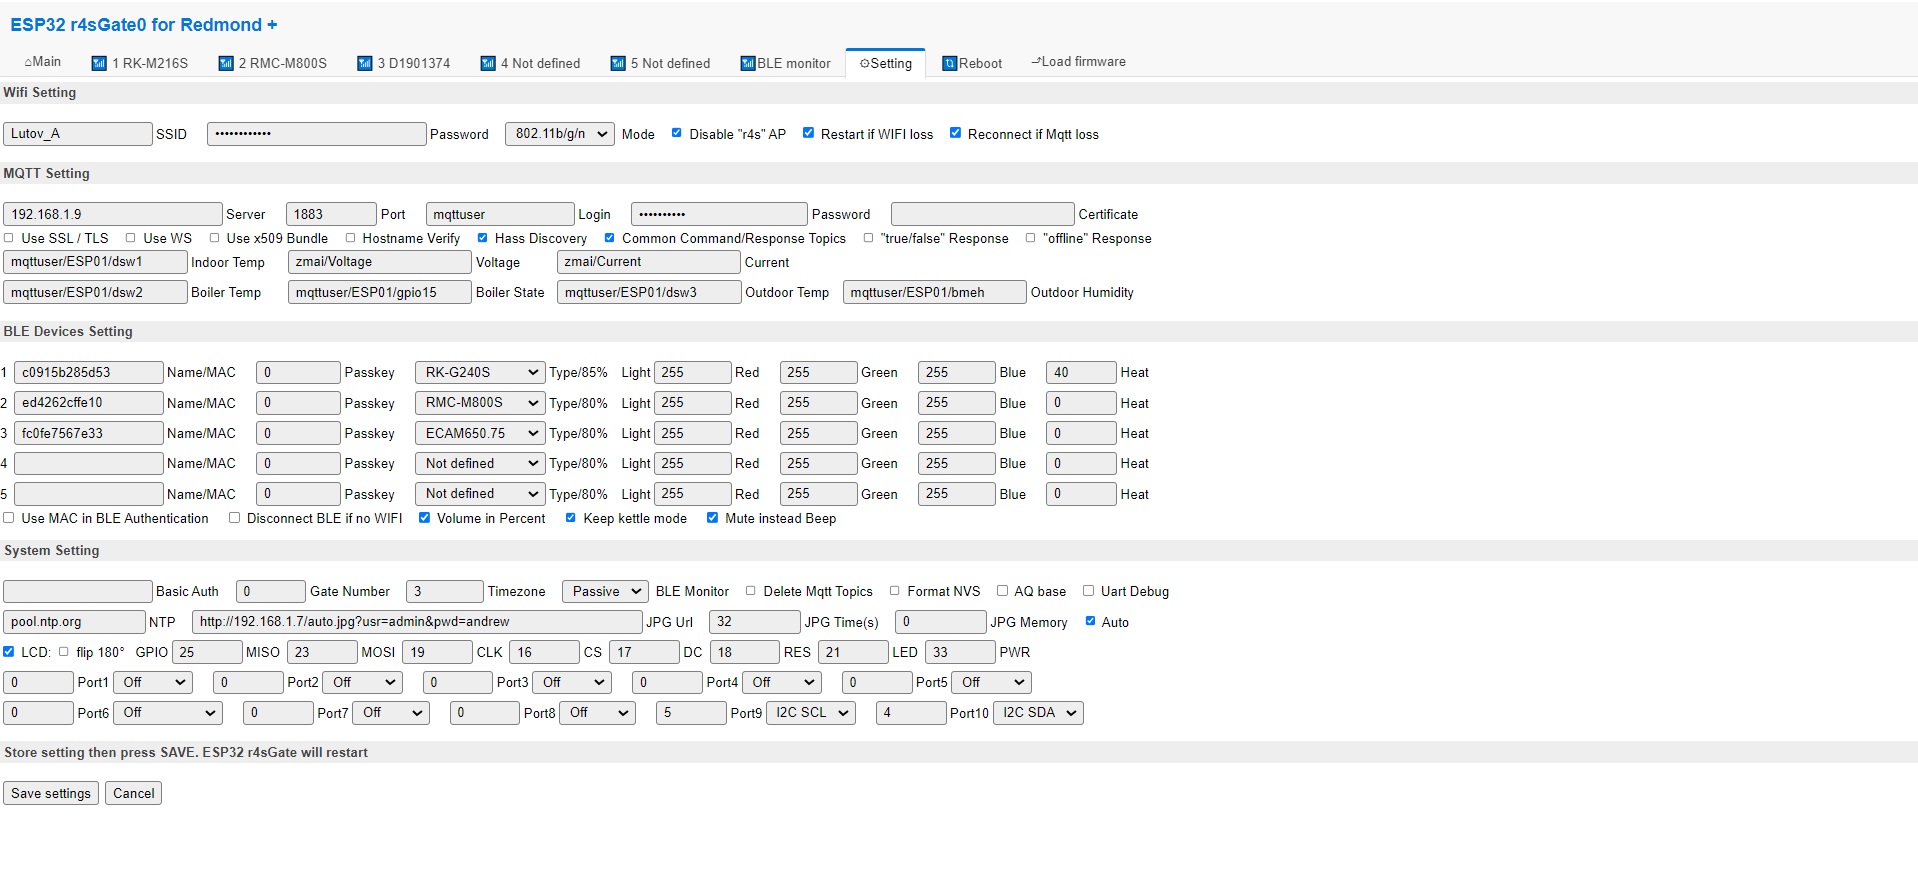 ESP32 r4sGate0 for Redmond +
Main 1 RK-M216S 2 RMC-M800S 3 D1901374 4 Not defined 5 Not defined BLE monitor Setting Reboot Load firmware
Wifi Setting
Lutov_A SSID •••••••••••• Password 802.11b/g/n Mode Disable "r4s" AP Restart if WIFI loss Reconnect if Mqtt loss
MQTT Setting
192.168.1.9 Server 1883 Port mqttuser Login •••••••••• Password Certificate
Use SSL / TLS Use WS Use x509 Bundle Hostname Verify Hass Discovery Common Command/Response Topics "true/false" Response "offline" Response
mqttuser/ESP01/dsw1 Indoor Temp zmai/Voltage Voltage zmai/Current Current
mqttuser/ESP01/dsw2 Boiler Temp mqttuser/ESP01/gpio15 Boiler State mqttuser/ESP01/dsw3 Outdoor Temp mqttuser/ESP01/bmeh Outdoor Humidity
BLE Devices Setting
1 c0915b285d53 Name/MAC 0 Passkey RK-G240S Type/85% Light 255 Red 255 Green 255 Blue 40 Heat
2 ed4262cffe10 Name/MAC 0 Passkey RMC-M800S Type/80% Light 255 Red 255 Green 255 Blue 0 Heat
3 fc0fe7567e33 Name/MAC 0 Passkey ECAM650.75 Type/80% Light 255 Red 255 Green 255 Blue 0 Heat
4 Name/MAC 0 Passkey Not defined Type/80% Light 255 Red 255 Green 255 Blue 0 Heat
5 Name/MAC 0 Passkey Not defined Type/80% Light 255 Red 255 Green 255 Blue 0 Heat
Use MAC in BLE Authentication Disconnect BLE if no WIFI Volume in Percent Keep kettle mode Mute instead Beep
System Setting
Basic Auth 0 Gate Number 3 Timezone Passive BLE Monitor Delete Mqtt Topics Format NVS AQ base Uart Debug
pool.ntp.org NTP http://192.168.1.7/auto.jpg?usr=admin&pwd=andrew JPG Url 32 JPG Time(s) 0 JPG Memory Auto
LCD: flip 180° GPIO 25 MISO 23 MOSI 19 CLK 16 CS 17 DC 18 RES 21 LED 33 PWR
0 Port1 Off 0 Port2 Off 0 Port3 Off 0 Port4 Off 0 Port5 Off
0 Port6 Off 0 Port7 Off 0 Port8 Off 5 Port9 I2C SCL 4 Port10 I2C SDA
Store setting then press SAVE. ESP32 r4sGate will restart
Save settings Cancel